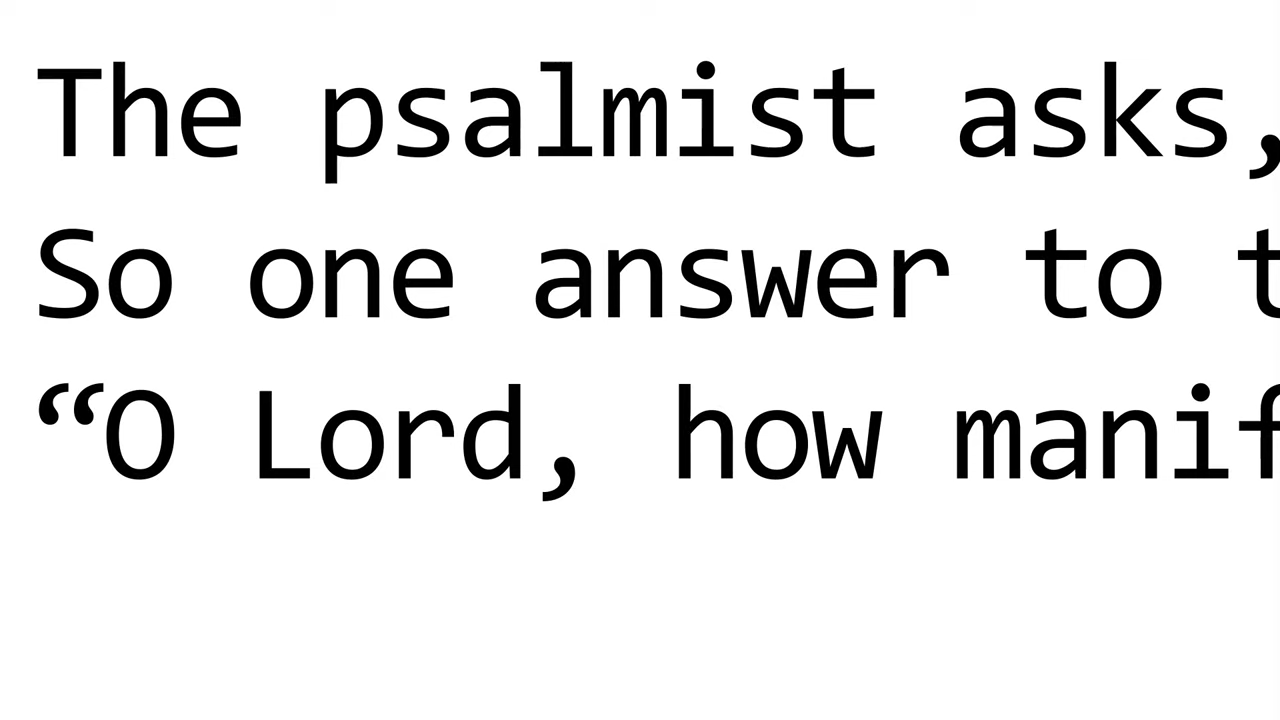 The psalmist asks,
So one answer to t
“O Lord, how manif